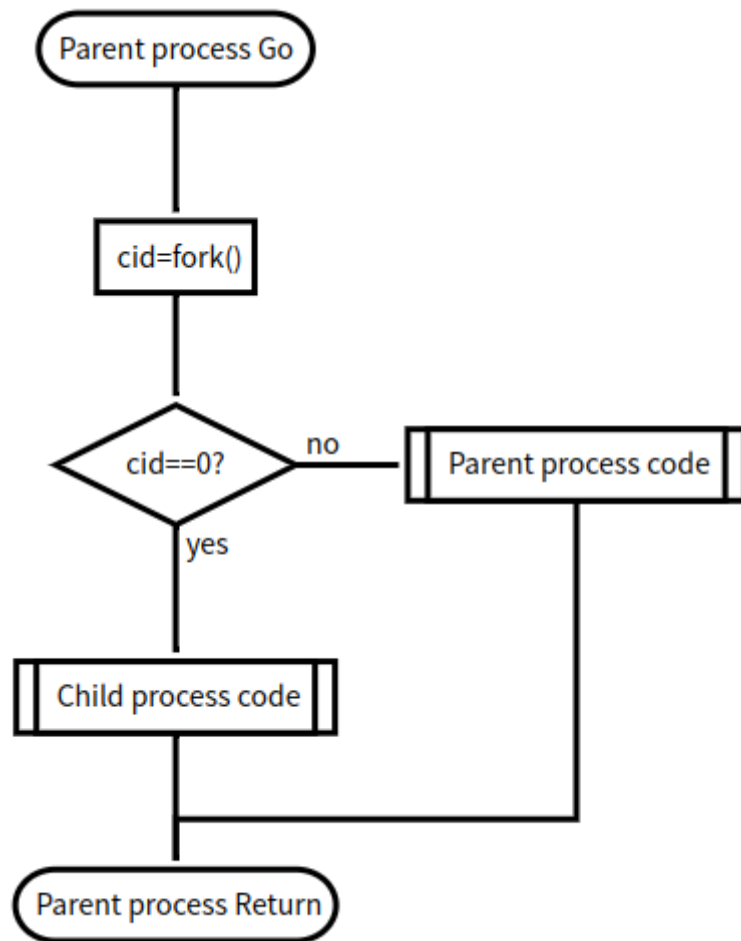 Parent process Go
cid=fork()
cid==0?
no
Parent process code
yes
Child process code
Parent process Return